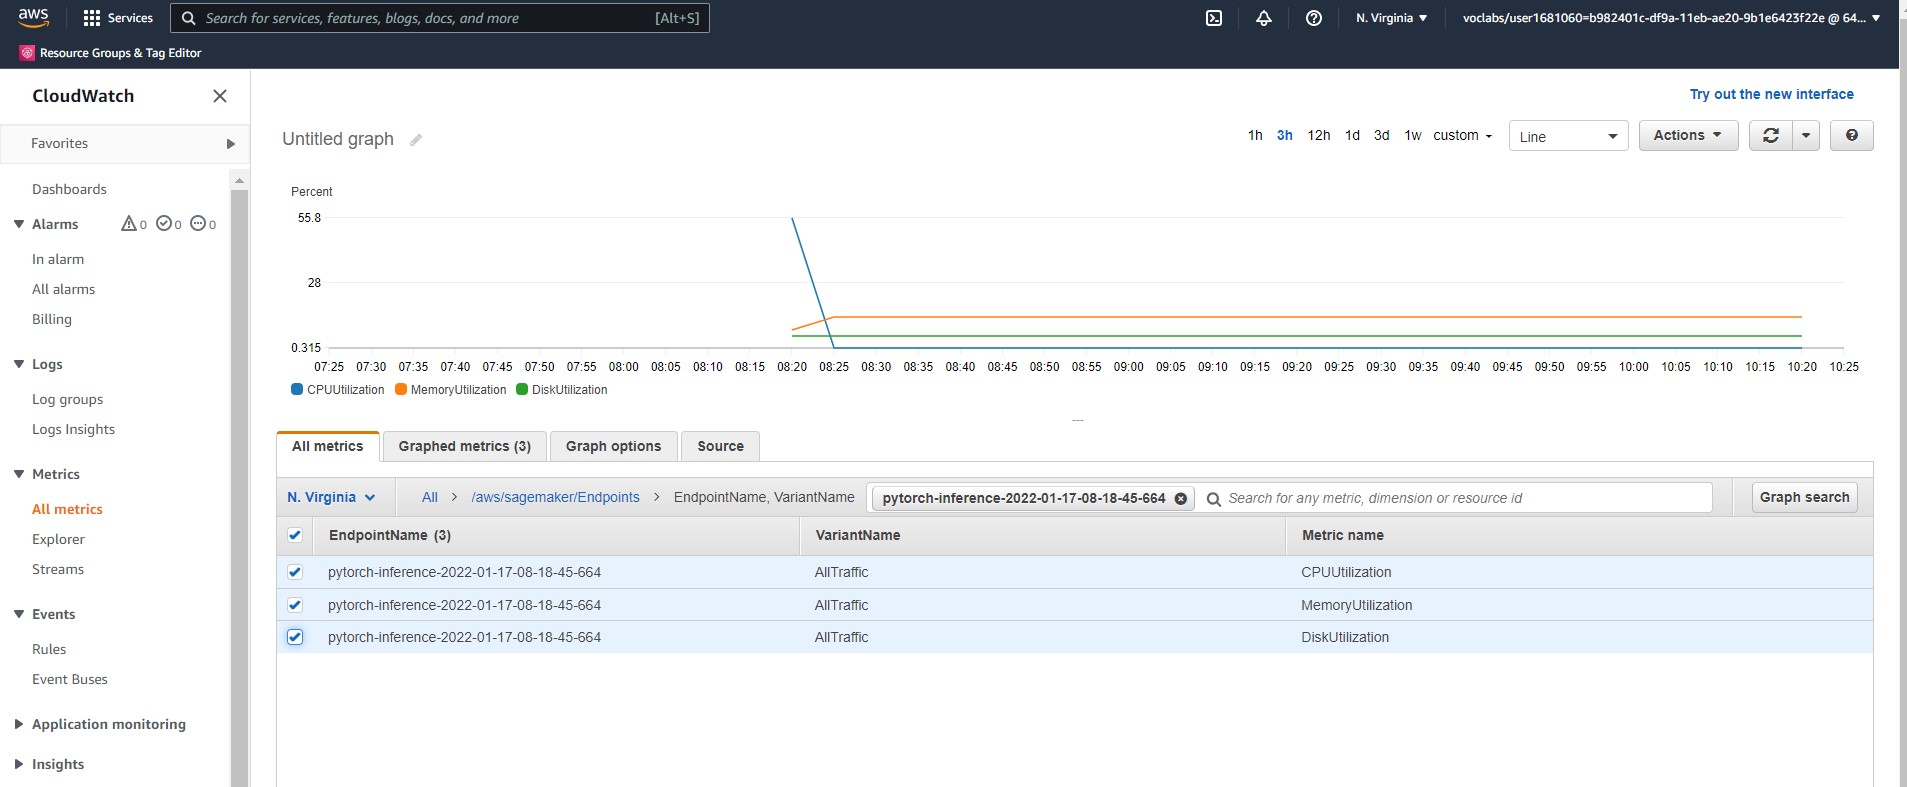 aws
Services
Search for services, features, blogs, docs, and more
[Alt+S]
N. Virginia
voclabs/user1681060=b982401c-df9a-11eb-ae20-9b1e6423f22e @ 64...
Resource Groups & Tag Editor
CloudWatch
Favorites
Dashboards
Alarms
0
0
0
In alarm
All alarms
Billing
Logs
Log groups
Logs Insights
Metrics
All metrics
Explorer
Streams
Events
Rules
Event Buses
Application monitoring
Insights
Try out the new interface
Untitled graph
1h 3h 12h 1d 3d 1w custom
Line
Actions
Percent
55.8
28
0.315
07:25 07:30 07:35 07:40 07:45 07:50 07:55 08:00 08:05 08:10 08:15 08:20 08:25 08:30 08:35 08:40 08:45 08:50 08:55 09:00 09:05 09:10 09:15 09:20 09:25 09:30 09:35 09:40 09:45 09:50 09:55 10:00 10:05 10:10 10:15 10:20 10:25
CPUUtilization MemoryUtilization DiskUtilization
All metrics Graphed metrics (3) Graph options Source
N. Virginia All > /aws/sagemaker/Endpoints > EndpointName, VariantName pytorch-inference-2022-01-17-08-18-45-664 Search for any metric, dimension or resource id Graph search
EndpointName (3) VariantName Metric name
pytorch-inference-2022-01-17-08-18-45-664 AllTraffic CPUUtilization
pytorch-inference-2022-01-17-08-18-45-664 AllTraffic MemoryUtilization
pytorch-inference-2022-01-17-08-18-45-664 AllTraffic DiskUtilization